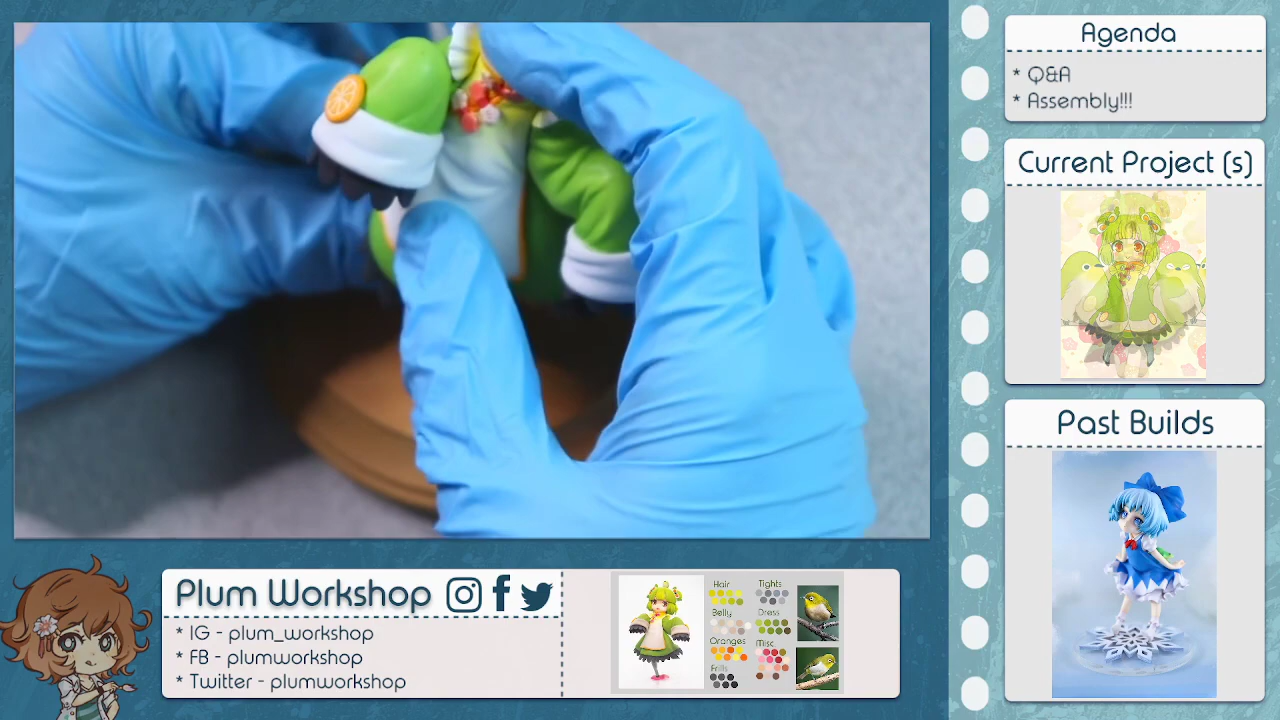 Agenda
* Q&A
* Assembly!!!
Current Project (s)
Past Builds
Plum Workshop
* IG - plum_workshop
* FB - plumworkshop
* Twitter - plumworkshop
Hair
Tights
Belly
Dress
Oranges
Misc
Frills